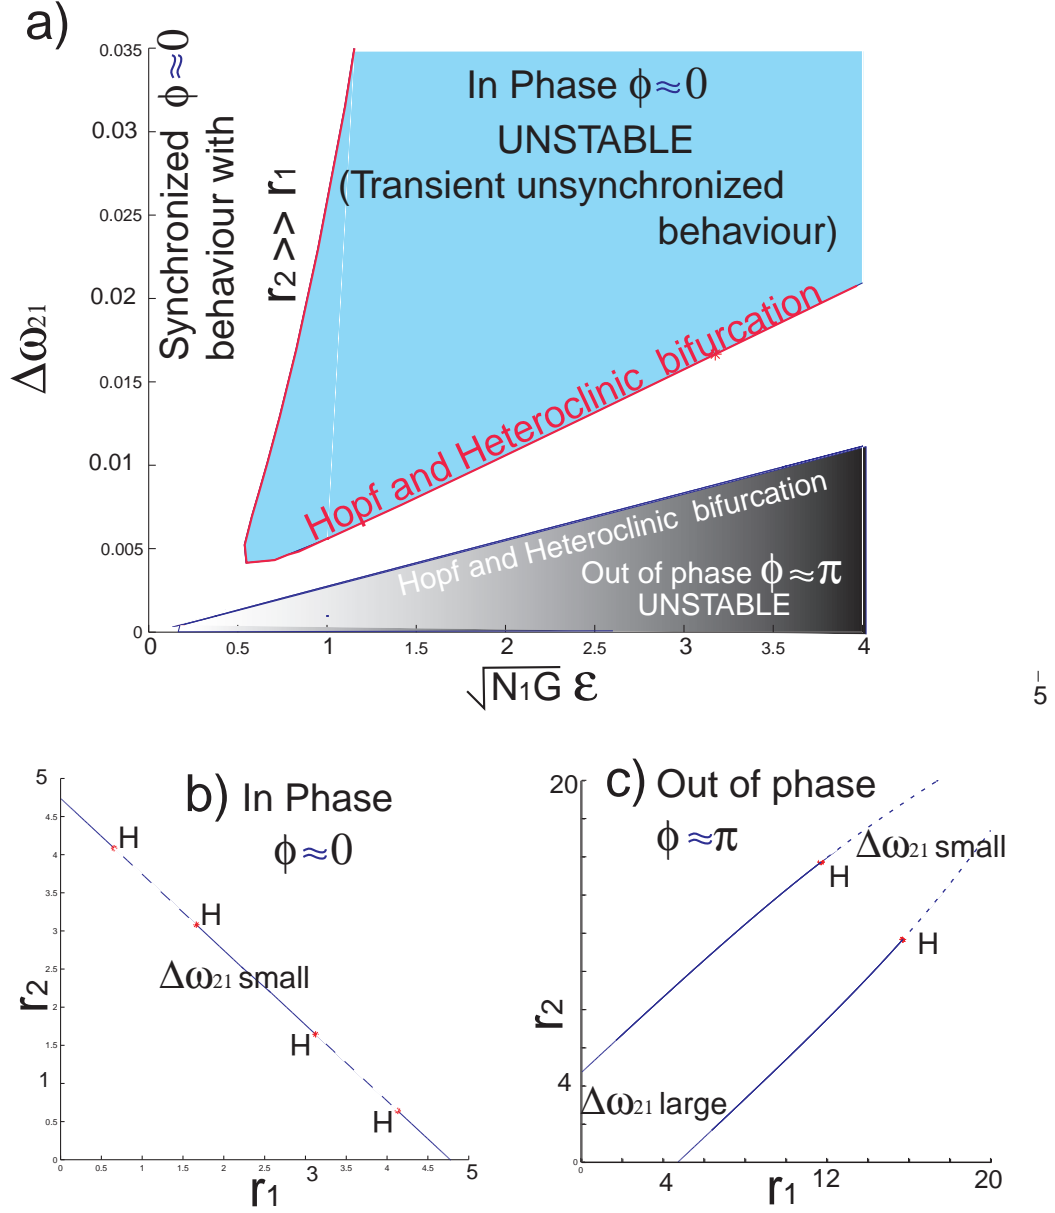 a)
0.035
0.03
0.025
0.02
0.015
0.01
0.005
0
Δω21
Synchronized ϕ≈0
behaviour with
r2 >> r1
In Phase ϕ≈0
UNSTABLE
(Transient unsynchronized
behaviour)
Hopf and Heteroclinic bifurcation
Hopf and Heteroclinic bifurcation
Out of phase ϕ≈π
UNSTABLE
0 0.5 1 1.5 2 2.5 3 3.5 4
√N1G ε
5
b) In Phase
ϕ≈0
5
4.5
4
3.5
3
2.5
2
1.5
1
0.5
0
r2
H
H
Δω21 small
H
H
0 0.5 1 1.5 2 2.5 3 3.5 4 4.5 5
r1
c) Out of phase
ϕ≈π
20
4
0
r2
Δω21 small
H
H
Δω21 large
0 4 12 20
r1